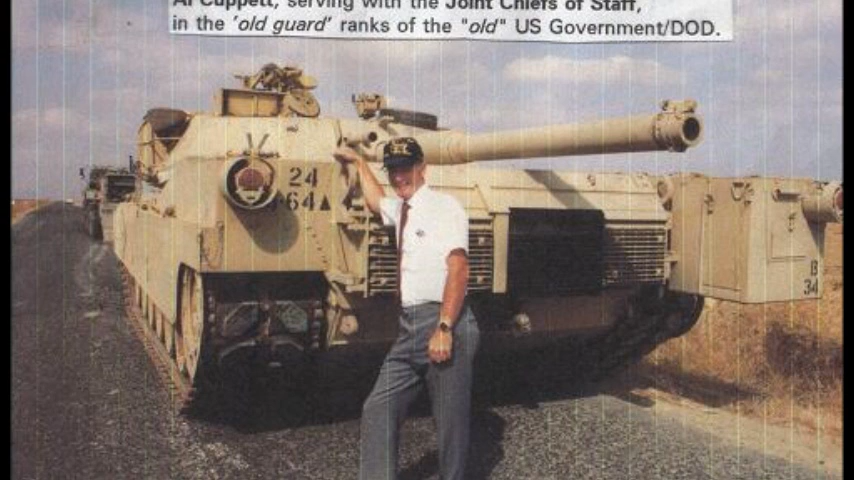 Al Cuppett, serving with the Joint Chiefs of Staff,
in the 'old guard' ranks of the "old" US Government/DOD.
24
64▲
B
34